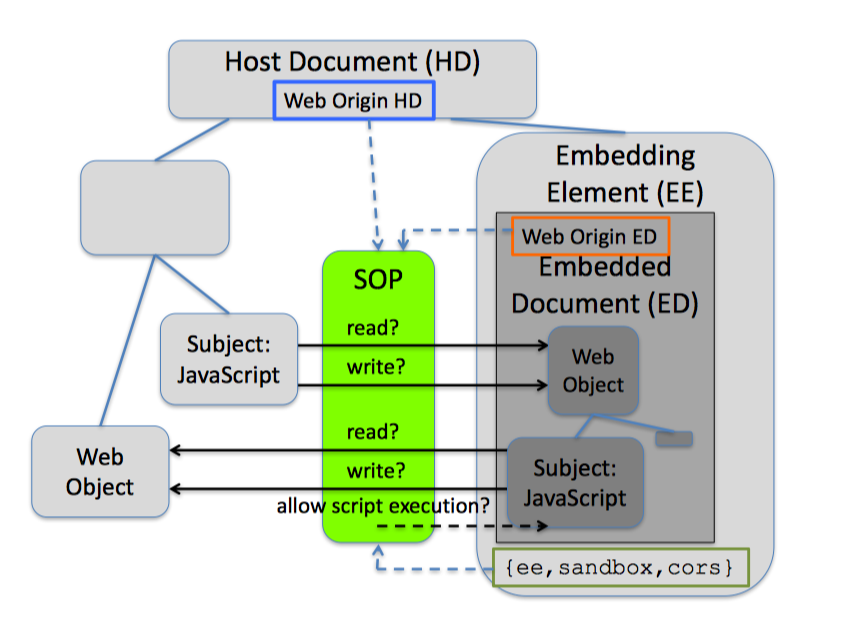 Host Document (HD)
Web Origin HD
Embedding
Element (EE)
Web Origin ED
Embedded
Document (ED)
SOP
read?
write?
Subject:
JavaScript
Web
Object
read?
write?
allow script execution?
Web
Object
Subject:
JavaScript
{ee,sandbox,cors}